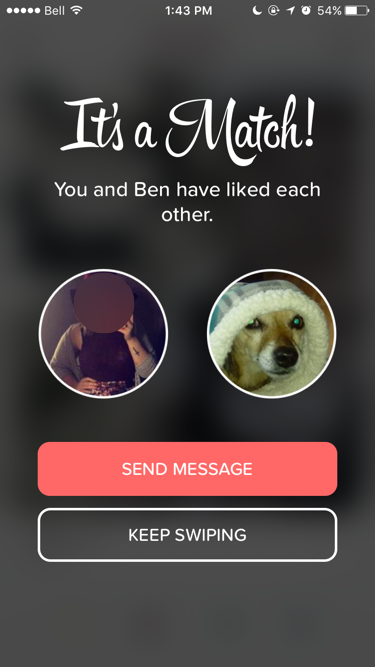 Bell 1:43 PM 54%
It's a Match!
You and Ben have liked each
other.
SEND MESSAGE
KEEP SWIPING